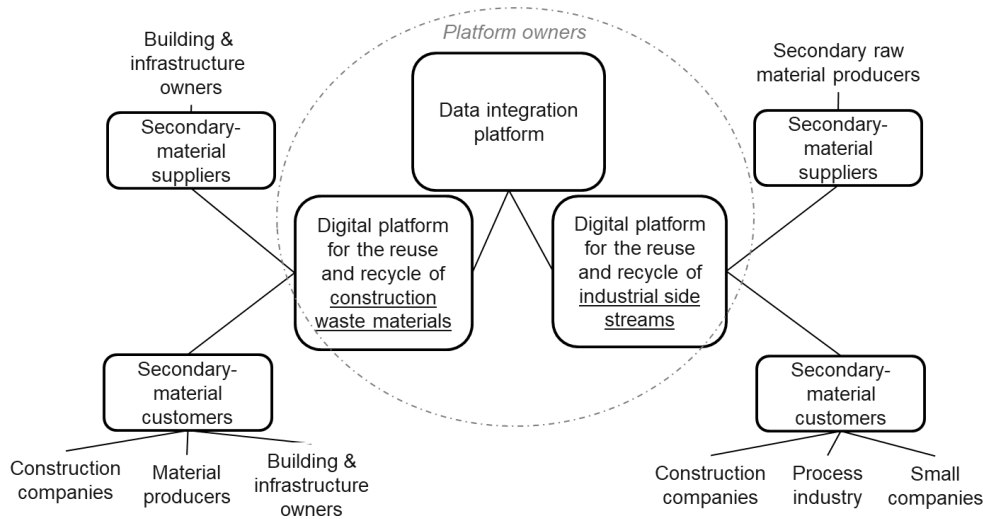 Platform owners
Building &
infrastructure
owners
Secondary-
material
suppliers
Data integration
platform
Secondary raw
material producers
Secondary-
material
suppliers
Digital platform
for the reuse
and recycle of
construction
waste materials
Digital platform
for the reuse
and recycle of
industrial side
streams
Secondary-
material
customers
Construction
companies
Material
producers
Building &
infrastructure
owners
Secondary-
material
customers
Construction
companies
Process
industry
Small
companies